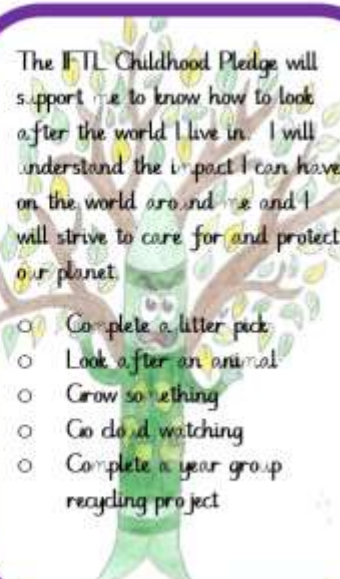 The IFTL Childhood Pledge will
support me to know how to look
after the world I live in. I will
understand the impact I can have
on the world around me and I
will strive to care for and protect
our planet.
○ Complete a litter pick
○ Look after an animal
○ Grow something
○ Go cloud watching
○ Complete a year group
recycling project